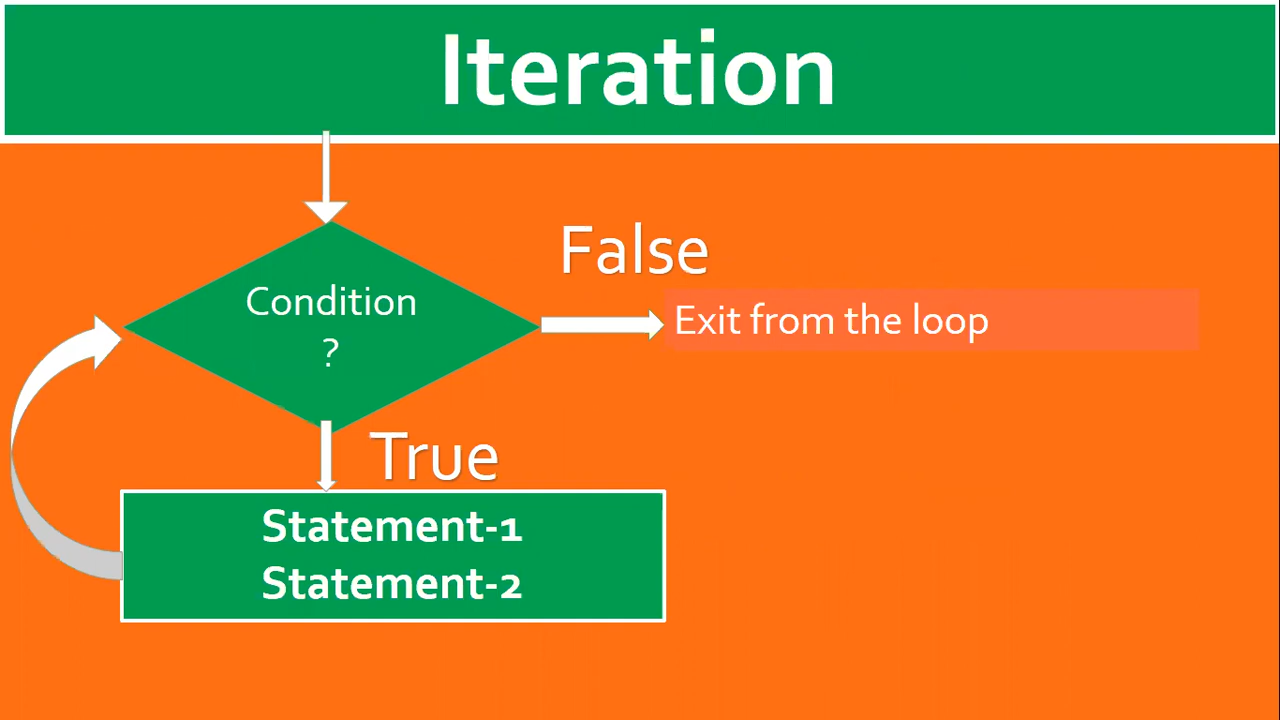 Iteration
False
Condition
?
Exit from the loop
True
Statement-1
Statement-2